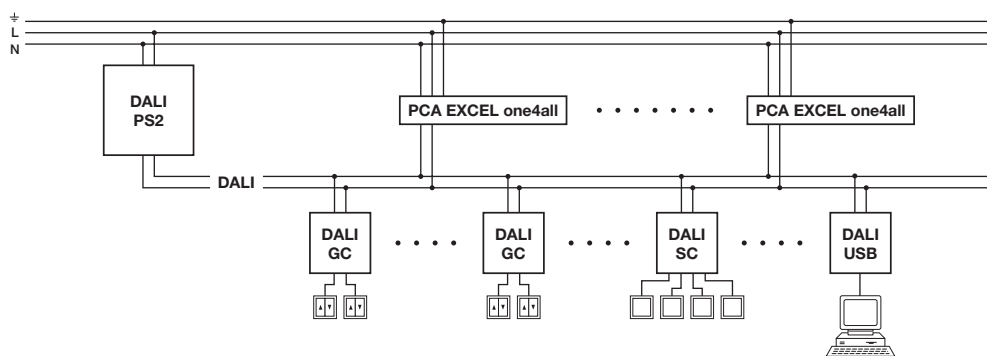 L
N
DALI
PS2
PCA EXCEL one4all
PCA EXCEL one4all
DALI
DALI
GC
DALI
GC
DALI
SC
DALI
USB